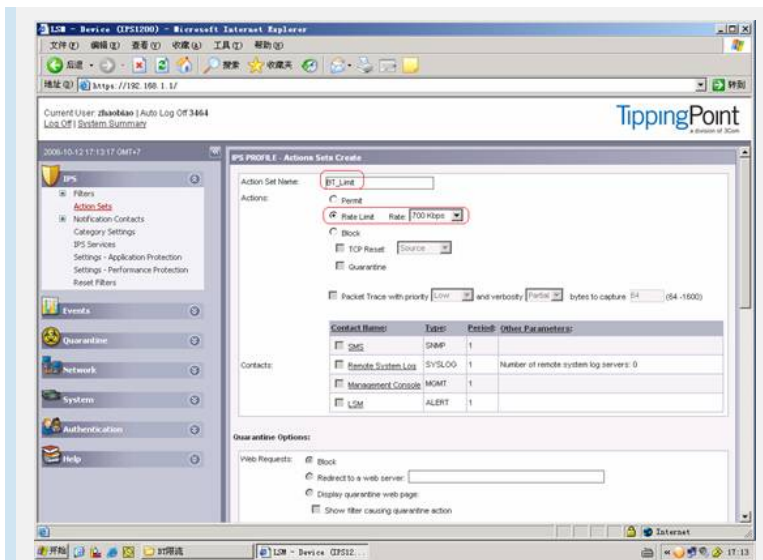 LSM - Device (IPS1200) - Microsoft Internet Explorer
文件(F) 编辑(E) 查看(V) 收藏(A) 工具(T) 帮助(H)
后退 搜索 收藏夹
地址(D) https://192.168.1.1/ 转到
Current User: zhaobiao | Auto Log Off 3464
Log Off | System Summary
TippingPoint
a division of 3Com
2006-10-12 17:13:17 GMT+7
IPS
Filters
Action Sets
Notification Contacts
Category Settings
IPS Services
Settings - Application Protection
Settings - Performance Protection
Reset Filters
Events
Quarantine
Network
System
Authentication
Help
IPS PROFILE - Actions Sets Create
Action Set Name: BT_Limit
Actions: Permit
Rate Limit Rate: 700 Kbps
Block
TCP Reset Source
Quarantine
Packet Trace with priority Low and verbosity Partial bytes to capture 64 (64 -1600)
Contact Name: Type: Period: Other Parameters:
SMS SNMP 1
Contacts: Remote System Log SYSLOG 1 Number of remote system log servers: 0
Management Console MGMT 1
LSM ALERT 1
Quarantine Options:
Web Requests: Block
Redirect to a web server:
Display quarantine web page:
Show filter causing quarantine action
Internet
开始 BT限流 LSM - Device (IPS12... 17:13